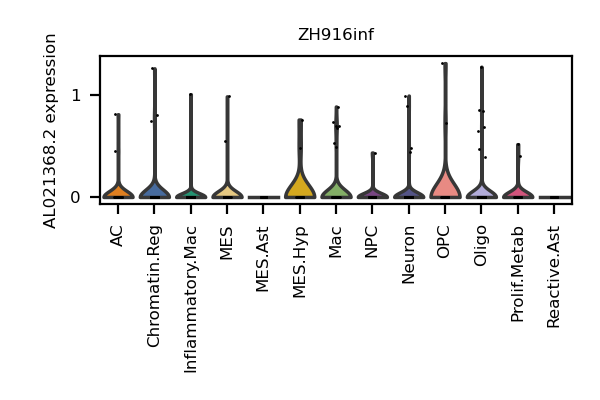 ZH916inf
AL021368.2 expression
1
0
AC
Chromatin.Reg
Inflammatory.Mac
MES
MES.Ast
MES.Hyp
Mac
NPC
Neuron
OPC
Oligo
Prolif.Metab
Reactive.Ast